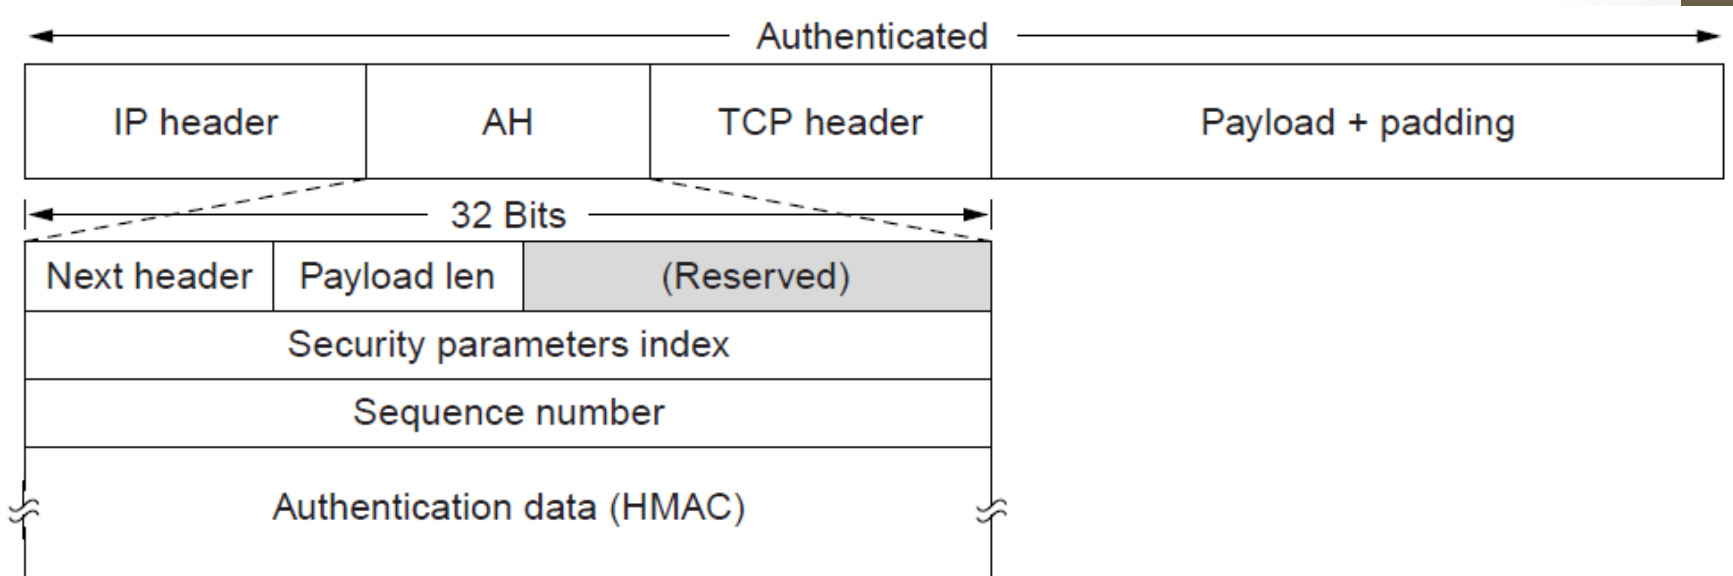 Authenticated
IP header AH TCP header Payload + padding
32 Bits
Next header Payload len (Reserved)
Security parameters index
Sequence number
Authentication data (HMAC)